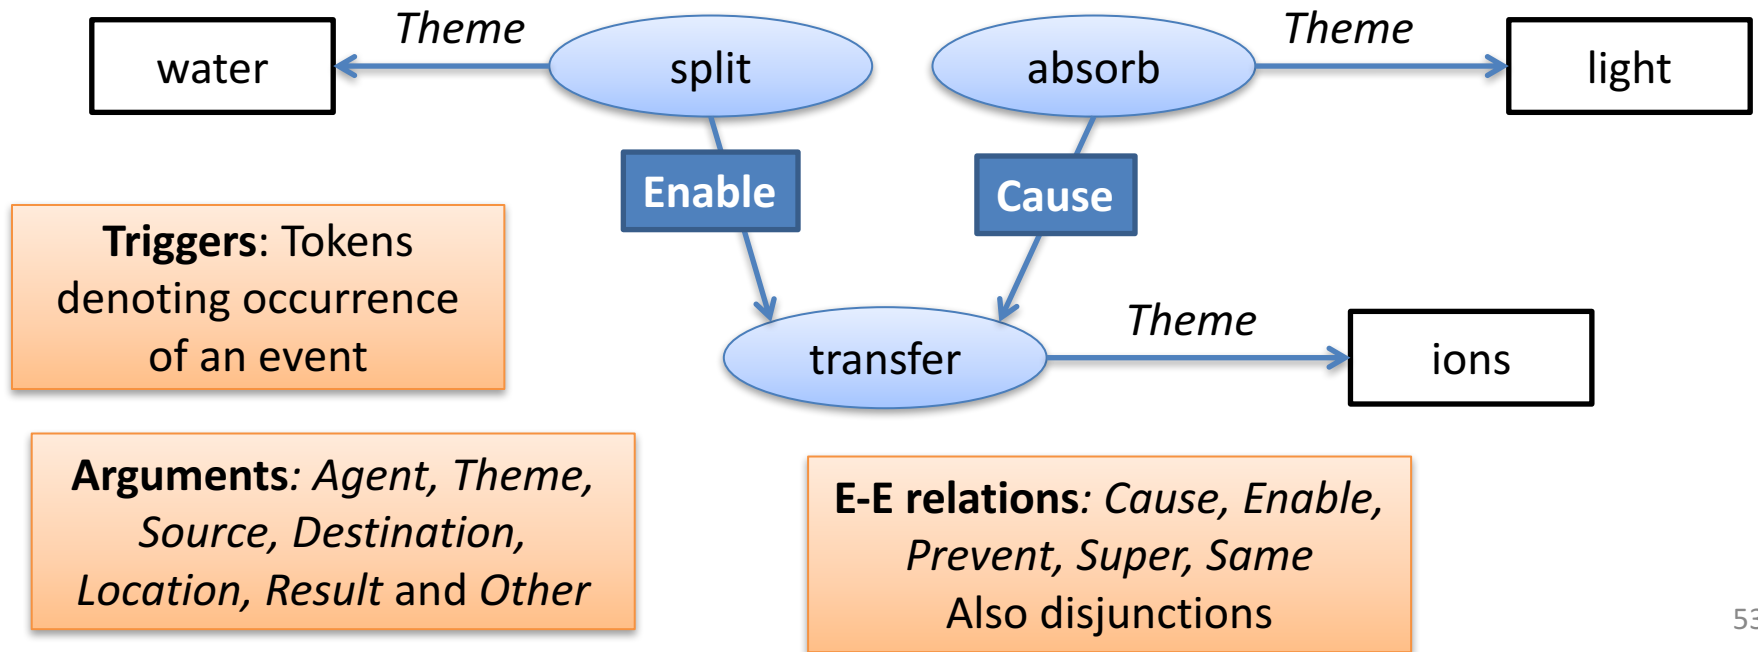 Theme
Theme
water
split
absorb
light
Enable
Cause
Triggers: Tokens
denoting occurrence
of an event
Theme
transfer
ions
Arguments: Agent, Theme,
Source, Destination,
Location, Result and Other
E-E relations: Cause, Enable,
Prevent, Super, Same
Also disjunctions
53